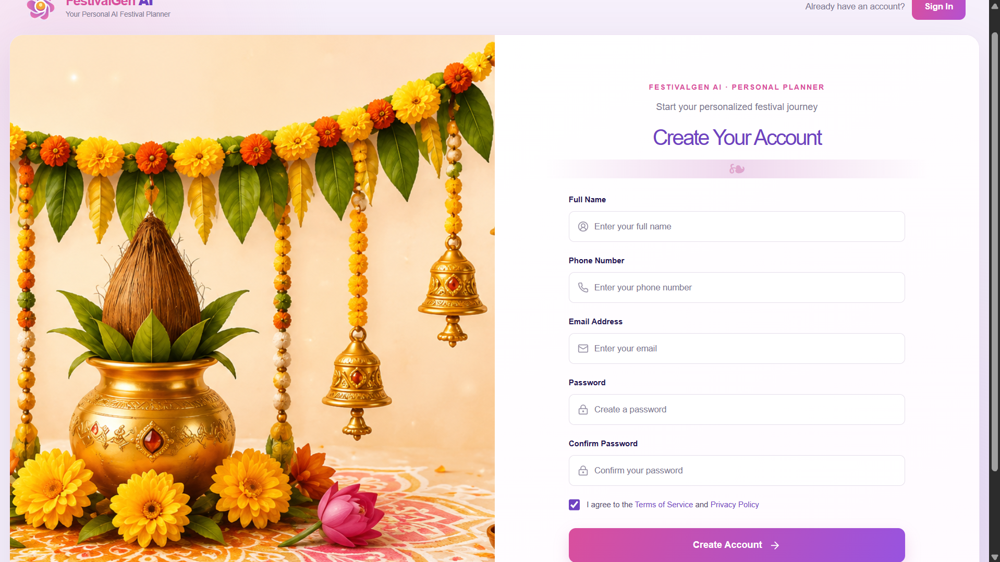 FestivalGen AI
Your Personal AI Festival Planner
Already have an account?
Sign In
FESTIVALGEN AI · PERSONAL PLANNER
Start your personalized festival journey
Create Your Account
Full Name
Enter your full name
Phone Number
Enter your phone number
Email Address
Enter your email
Password
Create a password
Confirm Password
Confirm your password
I agree to the Terms of Service and Privacy Policy
Create Account →